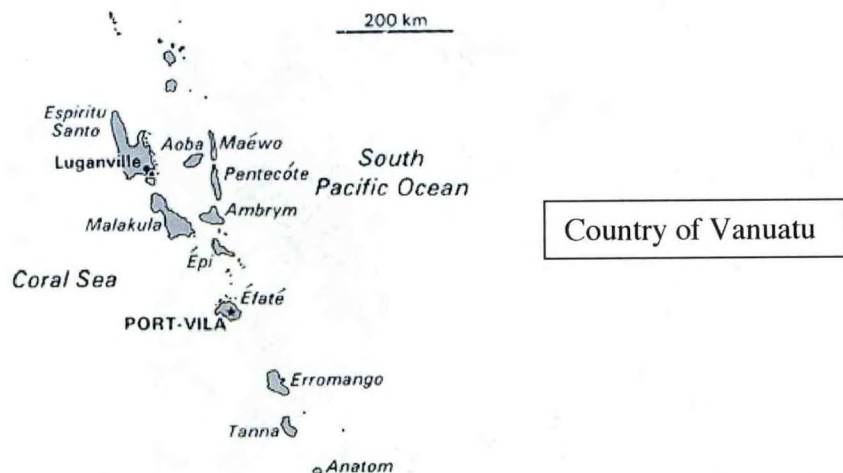 200 km
Espiritu
Santo
Aoba
Maéwo
Luganville
South
Pacific Ocean
Pentecóte
Ambrym
Malakula
Country of Vanuatu
Épi
Coral Sea
Éfaté
PORT-VILA
Erromango
Tanna
Anatom